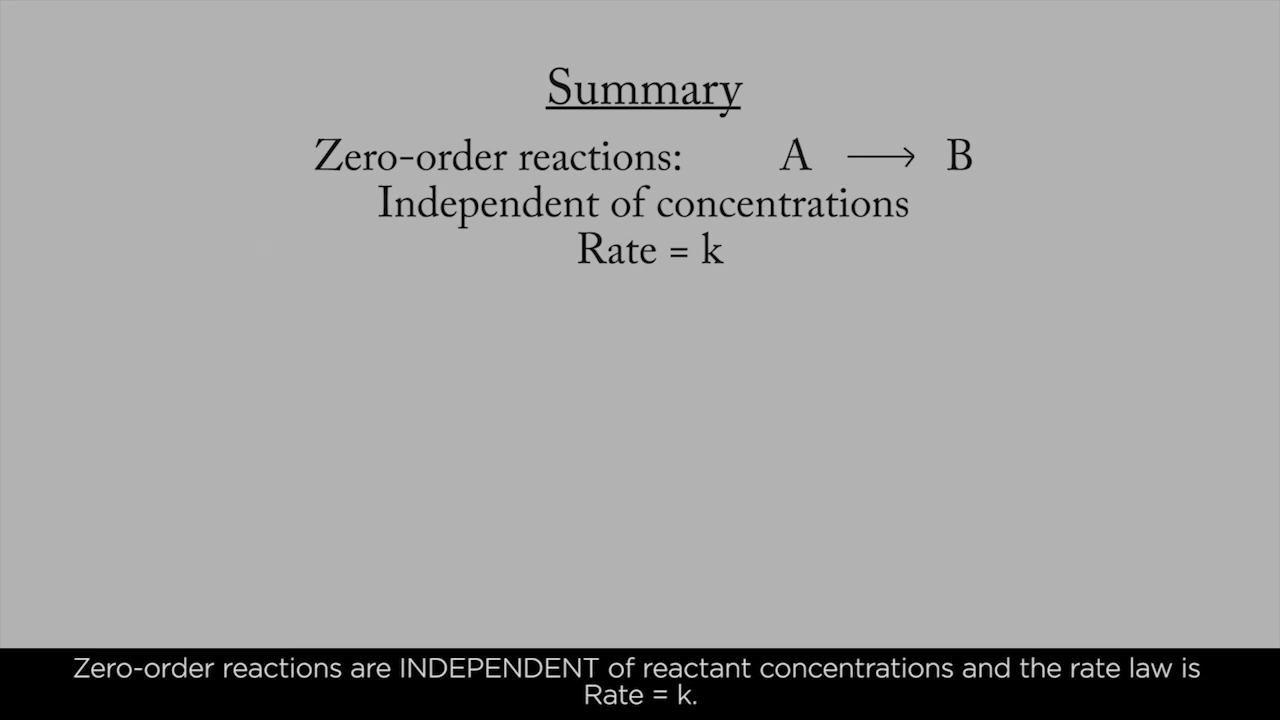 Summary
Zero-order reactions: A ⟶ B
Independent of concentrations
Rate = k
Zero-order reactions are INDEPENDENT of reactant concentrations and the rate law is
Rate = k.